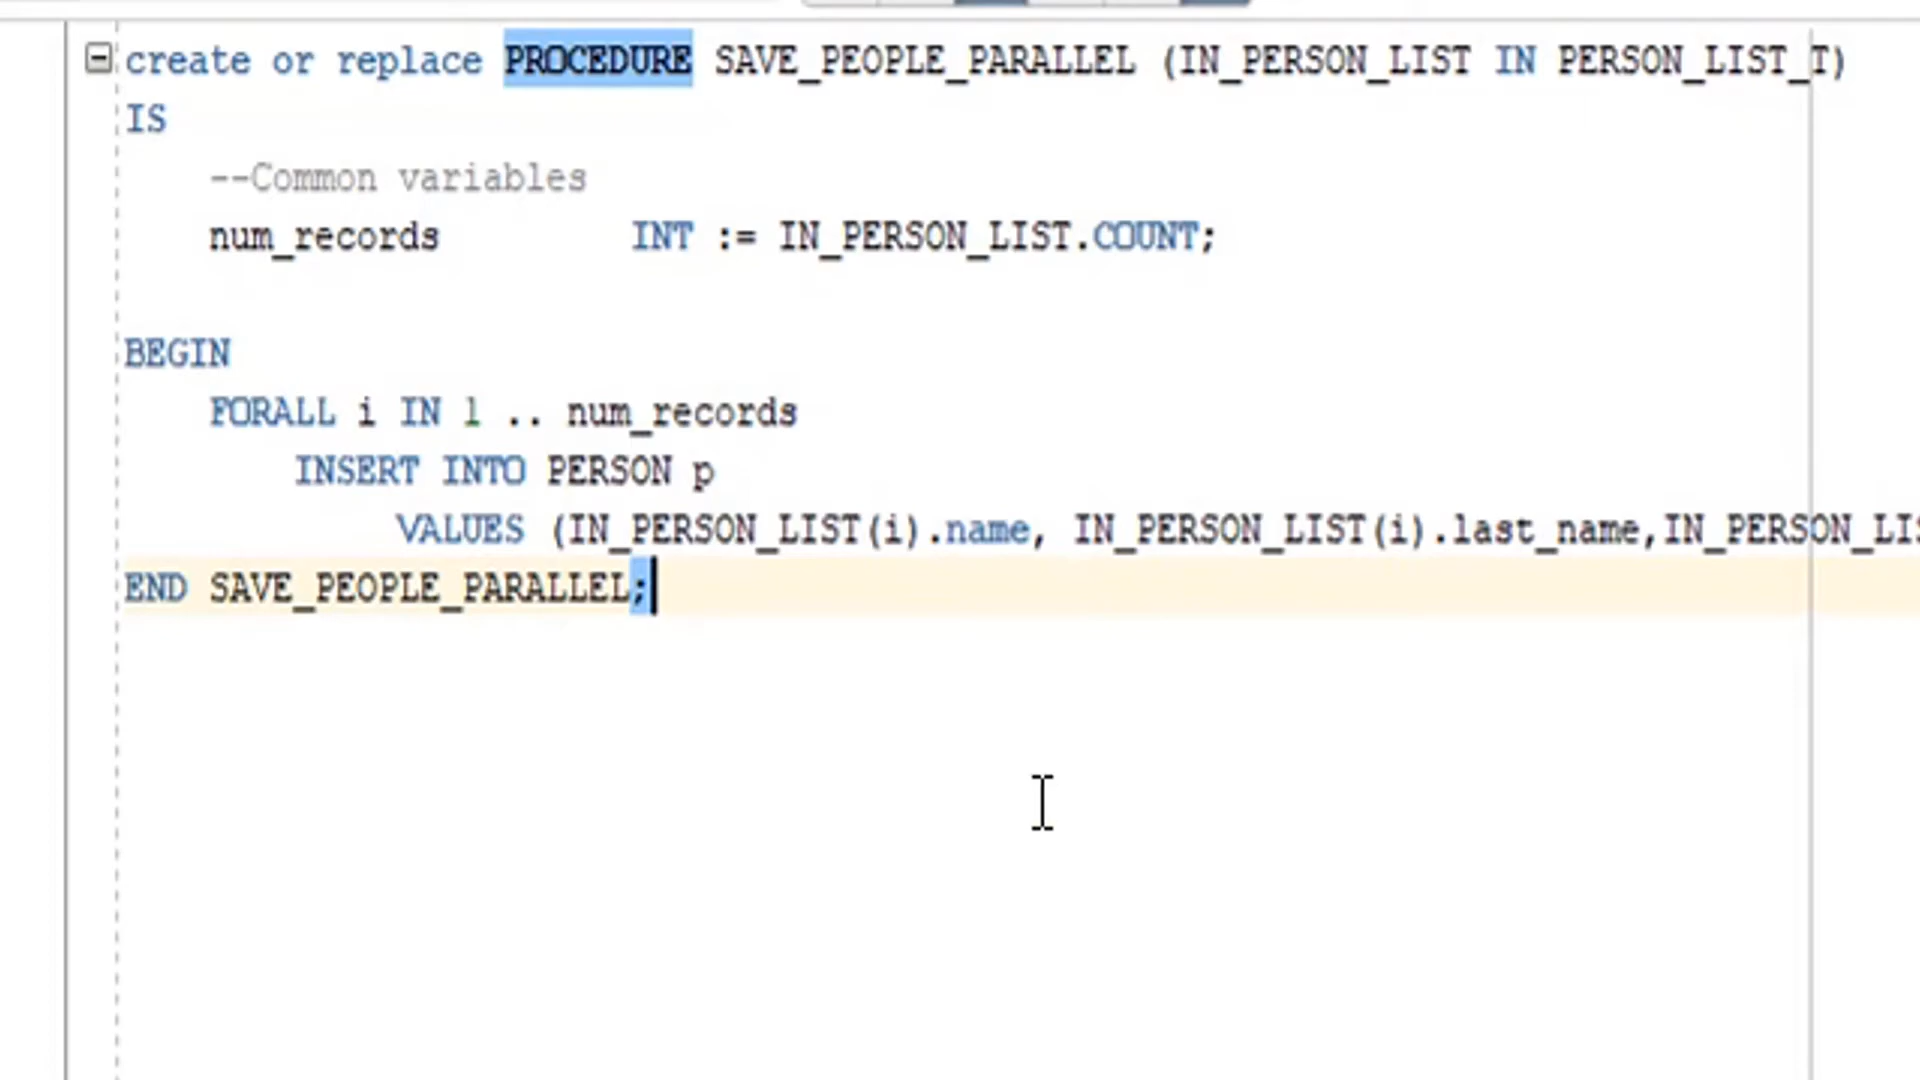 create or replace PROCEDURE SAVE_PEOPLE_PARALLEL (IN_PERSON_LIST IN PERSON_LIST_T)
IS
--Common variables
num_records INT := IN_PERSON_LIST.COUNT;
BEGIN
FORALL i IN 1 .. num_records
INSERT INTO PERSON p
VALUES (IN_PERSON_LIST(i).name, IN_PERSON_LIST(i).last_name,
END SAVE_PEOPLE_PARALLEL;